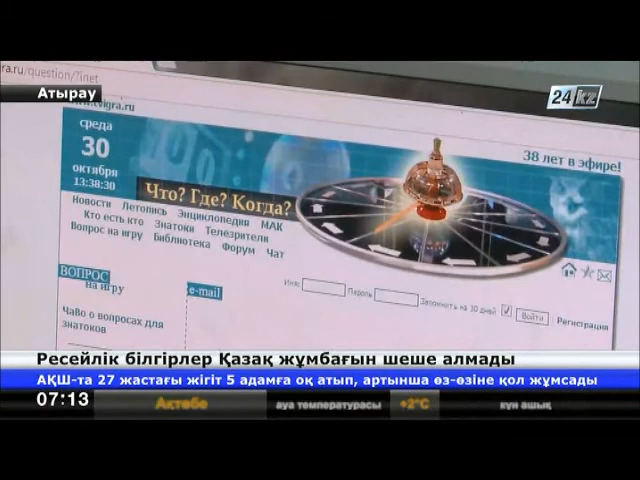 ra.ru/question/?inet
Атырау
24kz
tvigra.ru
среда
30
октября
13:38:30
38 лет в эфире!
Что? Где? Когда?
Новости Летопись Энциклопедия МАК
Кто есть кто Знатоки Телезрители
Вопрос на игру Библиотека Форум Чат
ВОПРОС
на игру
e-mail
Имя: Пароль Запомнить на 30 дней Войти Регистрация
ЧаВо о вопросах для
знатоков
Ресейлік білгірлер Қазақ жұмбағын шеше алмады
АҚШ-та 27 жастағы жігіт 5 адамға оқ атып, артынша өз-өзіне қол жұмсады
07:13 Ақтөбе ауа температурасы +2°C күн ашық